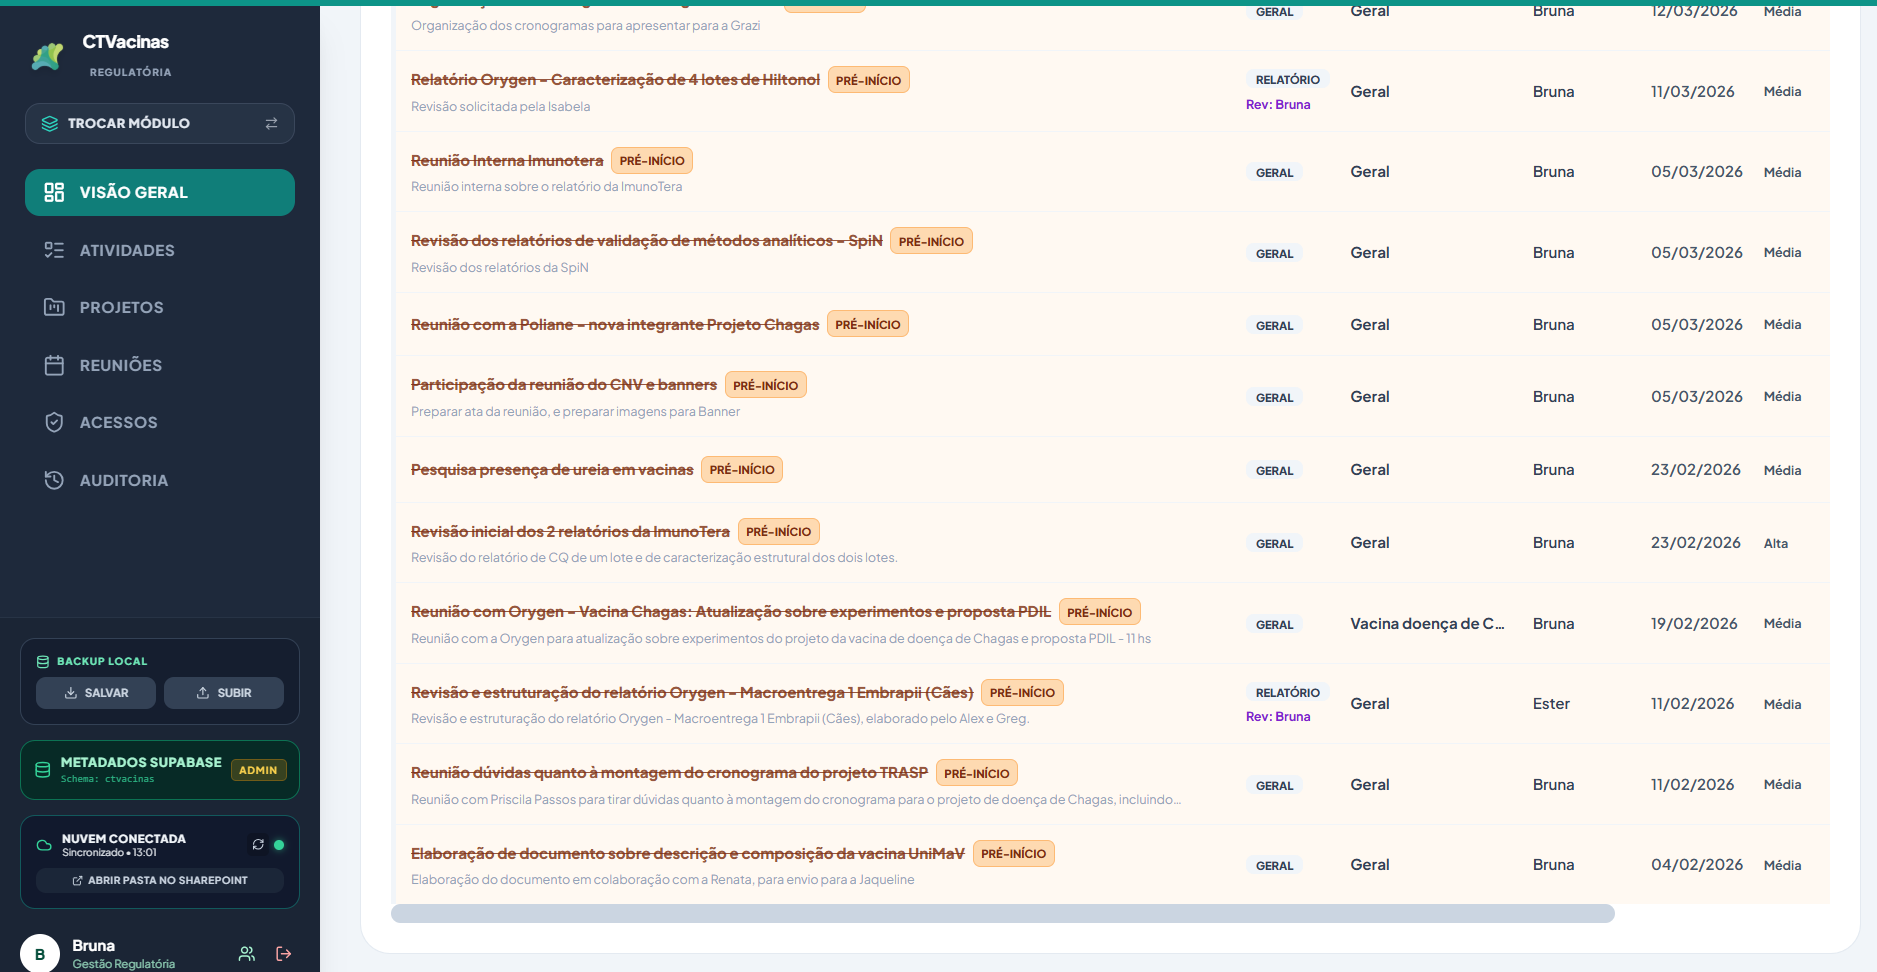 CTVacinas
REGULATÓRIA
TROCAR MÓDULO
VISÃO GERAL
ATIVIDADES
PROJETOS
REUNIÕES
ACESSOS
AUDITORIA
BACKUP LOCAL
SALVAR SUBIR
METADADOS SUPABASE ADMIN
Schema: ctvacinas
NUVEM CONECTADA
Sincronizado • 13:01
ABRIR PASTA NO SHAREPOINT
B Bruna
Gestão Regulatória
GERAL Geral Bruna 12/03/2026 Média
Organização dos cronogramas para apresentar para a Grazi
Relatório Orygen - Caracterização de 4 lotes de Hiltonol PRÉ-INÍCIO RELATÓRIO Geral Bruna 11/03/2026 Média
Revisão solicitada pela Isabela Rev: Bruna
Reunião Interna Imunotera PRÉ-INÍCIO GERAL Geral Bruna 05/03/2026 Média
Reunião interna sobre o relatório da ImunoTera
Revisão dos relatórios de validação de métodos analíticos - SpiN PRÉ-INÍCIO GERAL Geral Bruna 05/03/2026 Média
Revisão dos relatórios da SpiN
Reunião com a Poliane - nova integrante Projeto Chagas PRÉ-INÍCIO GERAL Geral Bruna 05/03/2026 Média
Participação da reunião do CNV e banners PRÉ-INÍCIO GERAL Geral Bruna 05/03/2026 Média
Preparar ata da reunião, e preparar imagens para Banner
Pesquisa presença de ureia em vacinas PRÉ-INÍCIO GERAL Geral Bruna 23/02/2026 Média
Revisão inicial dos 2 relatórios da ImunoTera PRÉ-INÍCIO GERAL Geral Bruna 23/02/2026 Alta
Revisão do relatório de CQ de um lote e de caracterização estrutural dos dois lotes.
Reunião com Orygen - Vacina Chagas: Atualização sobre experimentos e proposta PDIL PRÉ-INÍCIO GERAL Vacina doença de C... Bruna 19/02/2026 Média
Reunião com a Orygen para atualização sobre experimentos do projeto da vacina de doença de Chagas e proposta PDIL - 11 hs
Revisão e estruturação do relatório Orygen - Macroentrega 1 Embrapii (Cães) PRÉ-INÍCIO RELATÓRIO Geral Ester 11/02/2026 Média
Revisão e estruturação do relatório Orygen - Macroentrega 1 Embrapii (Cães), elaborado pelo Alex e Greg. Rev: Bruna
Reunião dúvidas quanto à montagem do cronograma do projeto TRASP PRÉ-INÍCIO GERAL Geral Bruna 11/02/2026 Média
Reunião com Priscila Passos para tirar dúvidas quanto à montagem do cronograma para o projeto de doença de Chagas, incluindo...
Elaboração de documento sobre descrição e composição da vacina UniMaV PRÉ-INÍCIO GERAL Geral Bruna 04/02/2026 Média
Elaboração do documento em colaboração com a Renata, para envio para a Jaqueline